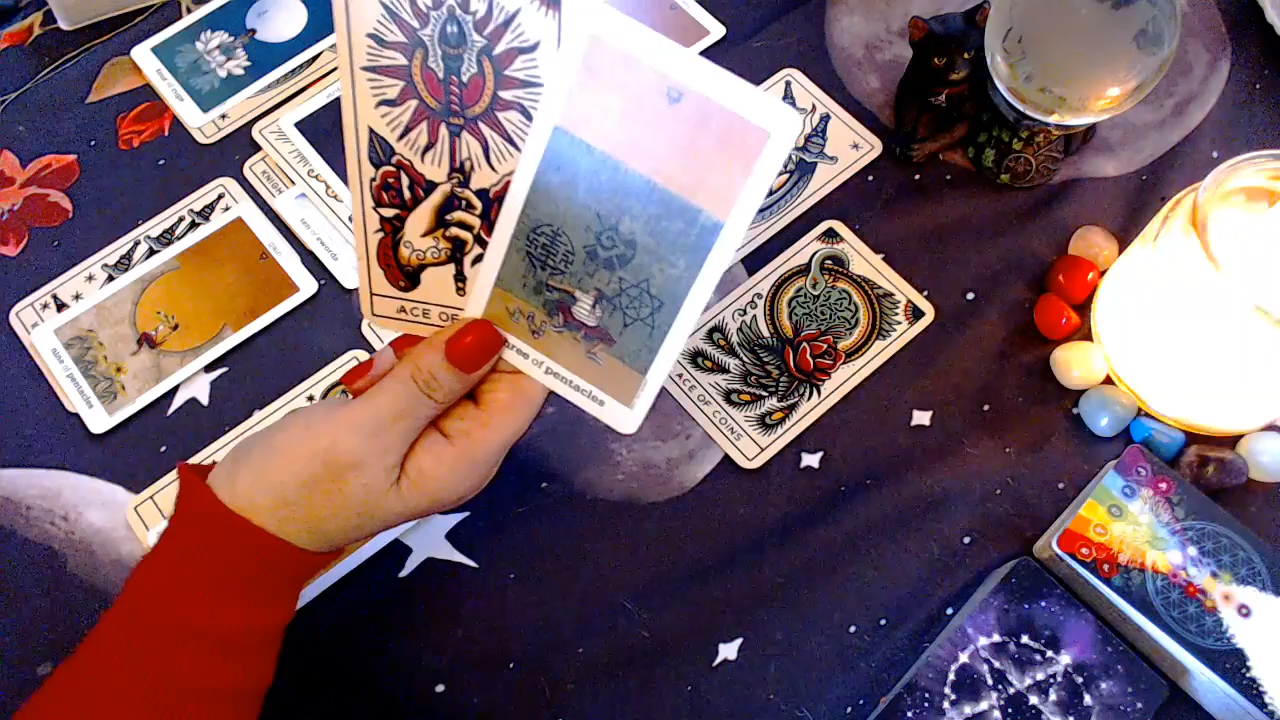 four of cups
KNIGH
ten of swords
nine of pentacles
ACE OF
three of pentacles
ACE OF COINS